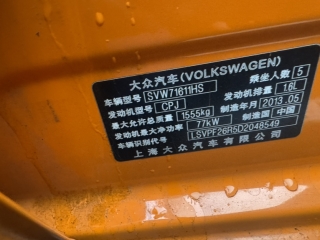 大众汽车(VOLKSWAGEN)
车辆型号 SVW71611HS 乘坐人数 5
发动机型号 CPJ 发动机排量 1.6L
最大允许总质量 1555kg 制造年月 2013.05
发动机最大净功率 77kW 制造国 中国
车辆识别代号 LSVPF26R5D2048549
上海大众汽车有限公司